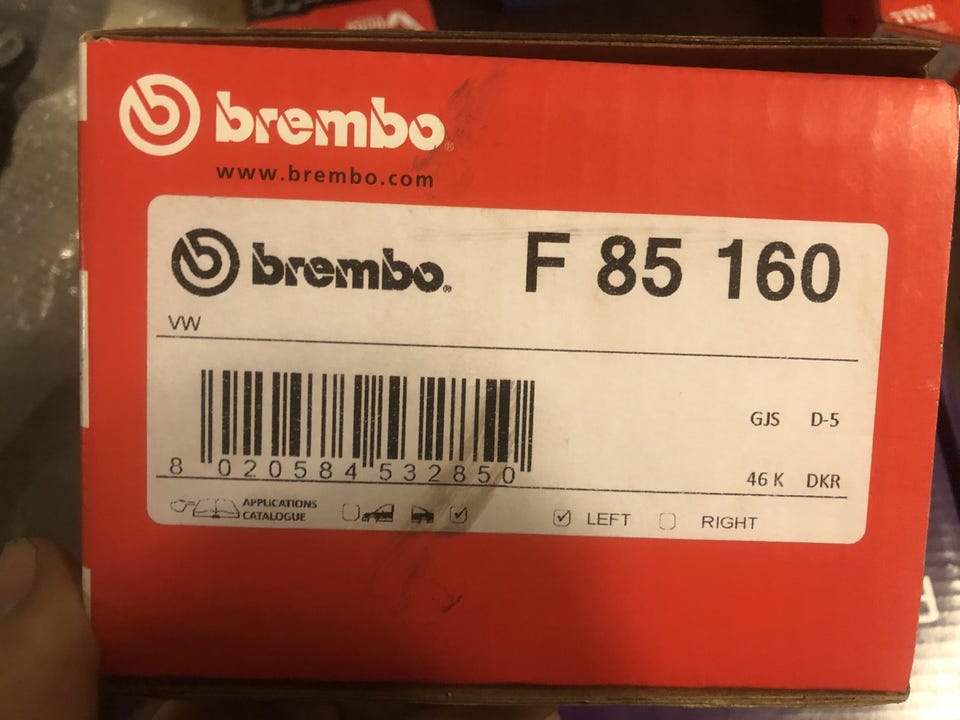 brembo®
www.brembo.com
brembo® F 85 160
VW
GJS D-5
8 020584 532850
46 K DKR
APPLICATIONS
CATALOGUE
LEFT RIGHT
TRW